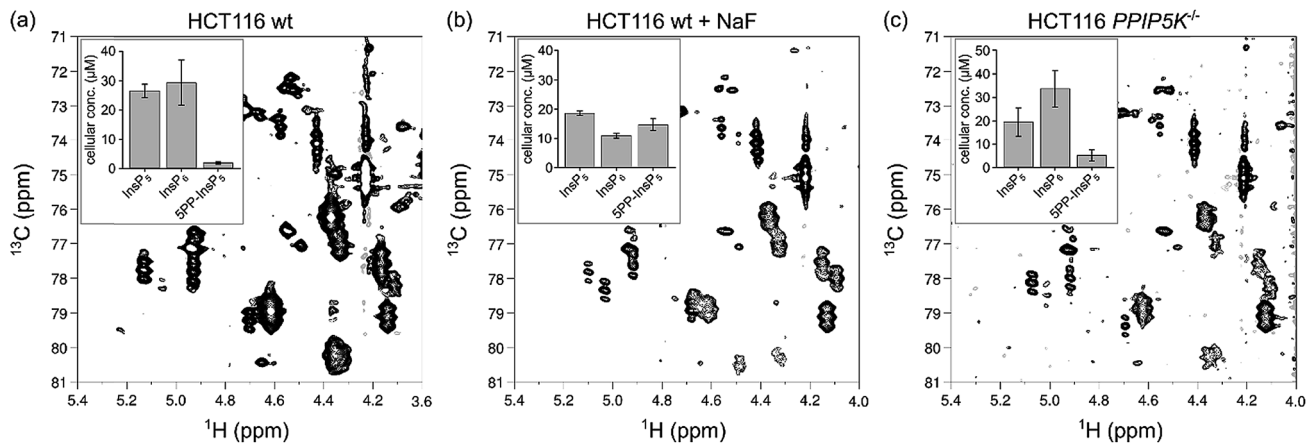 (a) HCT116 wt
71
72
73
74
75
76
77
78
79
80
81
¹³C (ppm)
5.4 5.2 5.0 4.8 4.6 4.4 4.2 3.6
¹H (ppm)
cellular conc. (µM)
40
30
20
10
0
InsP₅ InsP₆ 5PP-InsP₅
(b) HCT116 wt + NaF
71
72
73
74
75
76
77
78
79
80
81
¹³C (ppm)
5.4 5.2 5.0 4.8 4.6 4.4 4.2 4.0
¹H (ppm)
cellular conc. (µM)
40
30
20
10
0
InsP₅ InsP₆ 5PP-InsP₅
(c) HCT116 PPIP5K⁻/⁻
71
72
73
74
75
76
77
78
79
80
81
¹³C (ppm)
5.4 5.2 5.0 4.8 4.6 4.4 4.2 4.0
¹H (ppm)
cellular conc. (µM)
50
40
30
20
10
0
InsP₅ InsP₆ 5PP-InsP₅